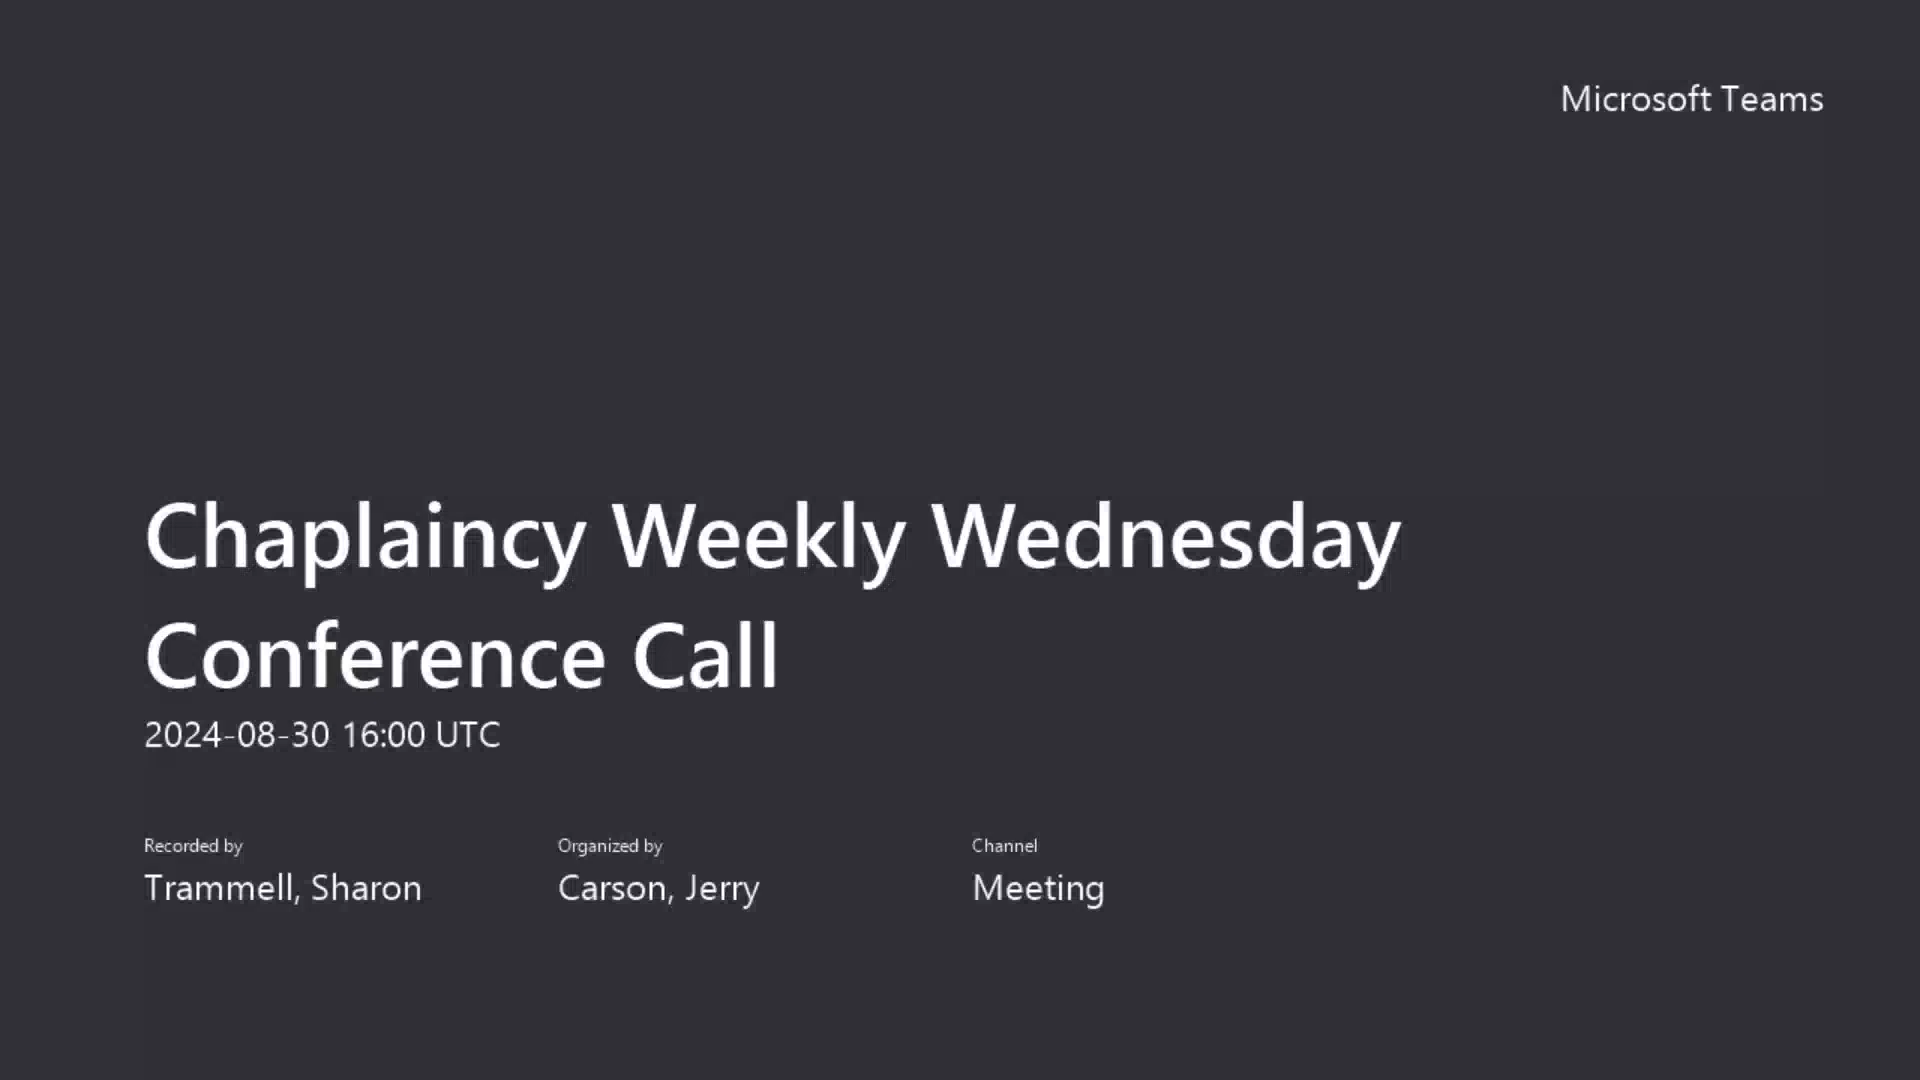 Microsoft Teams
Chaplaincy Weekly Wednesday
Conference Call
2024-08-30 16:00 UTC
Recorded by
Trammell, Sharon
Organized by
Carson, Jerry
Channel
Meeting